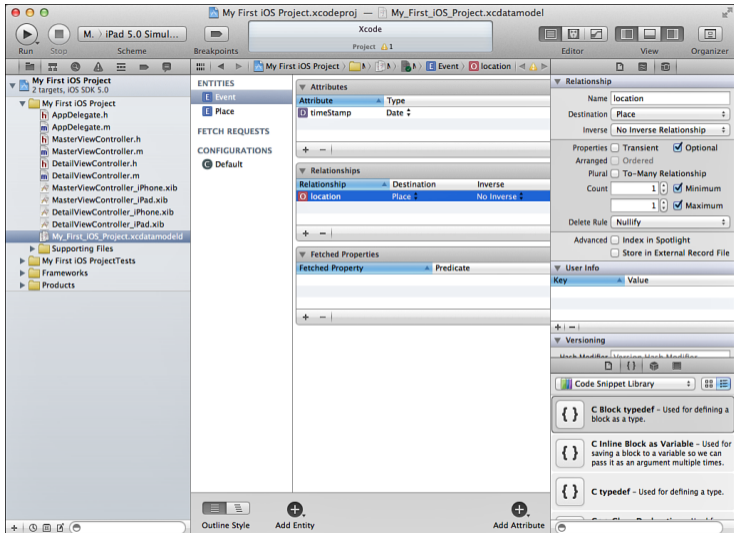 My First iOS Project.xcodeproj — My_First_iOS_Project.xcdatamodel
M. iPad 5.0 Simul...
Xcode
Project 1
Run Stop Scheme Breakpoints Editor View Organizer
My First iOS Project Event location
My First iOS Project
2 targets, iOS SDK 5.0
My First iOS Project
h AppDelegate.h
m AppDelegate.m
h MasterViewController.h
m MasterViewController.m
h DetailViewController.h
m DetailViewController.m
MasterViewController_iPhone.xib
MasterViewController_iPad.xib
DetailViewController_iPhone.xib
DetailViewController_iPad.xib
My_First_iOS_Project.xcdatamodeld
Supporting Files
My First iOS ProjectTests
Frameworks
Products
ENTITIES
E Event
E Place
FETCH REQUESTS
CONFIGURATIONS
C Default
Attributes
Attribute Type
D timeStamp Date
Relationships
Relationship Destination Inverse
O location Place No Inverse
Fetched Properties
Fetched Property Predicate
Outline Style Add Entity Add Attribute
Relationship
Name location
Destination Place
Inverse No Inverse Relationship
Properties Transient Optional
Arranged Ordered
Plural To-Many Relationship
Count 1 Minimum
1 Maximum
Delete Rule Nullify
Advanced Index in Spotlight
Store in External Record File
User Info
Key Value
Versioning
Hash Modifier Version Hash Modifier
{}
Code Snippet Library
{ } C Block typedef – Used for defining a
block as a type.
{ } C Inline Block as Variable – Used for
saving a block to a variable so we can
pass it as an argument multiple times.
{ } C typedef – Used for defining a type.